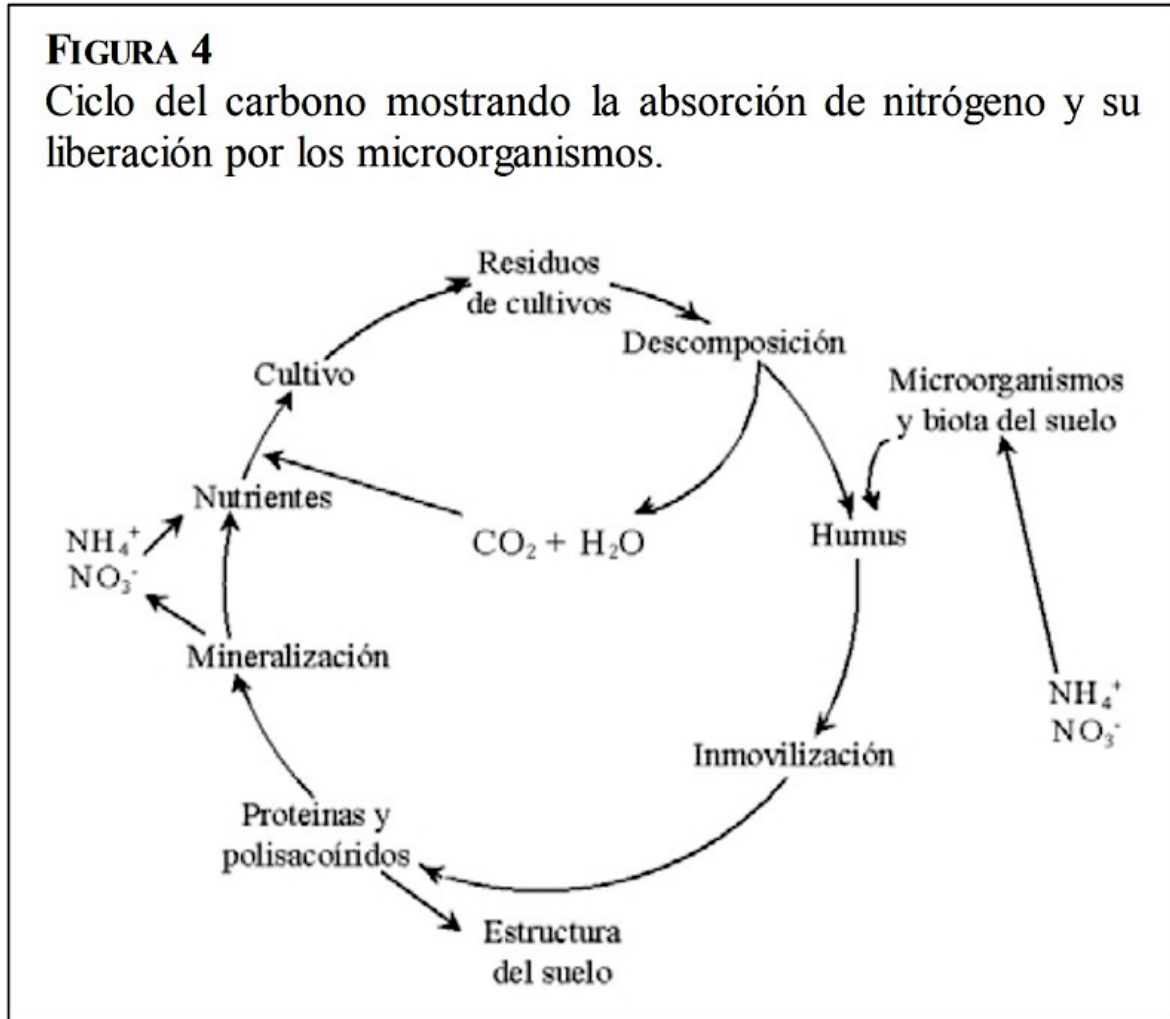 FIGURA 4
Ciclo del carbono mostrando la absorción de nitrógeno y su
liberación por los microorganismos.
Residuos
de cultivos
Descomposición
Cultivo
Microorganismos
y biota del suelo
Nutrientes
NH₄⁺
NO₃⁻
CO₂ + H₂O
Humus
Mineralización
NH₄⁺
NO₃⁻
Inmovilización
Proteinas y
polisacoíridos
Estructura
del suelo